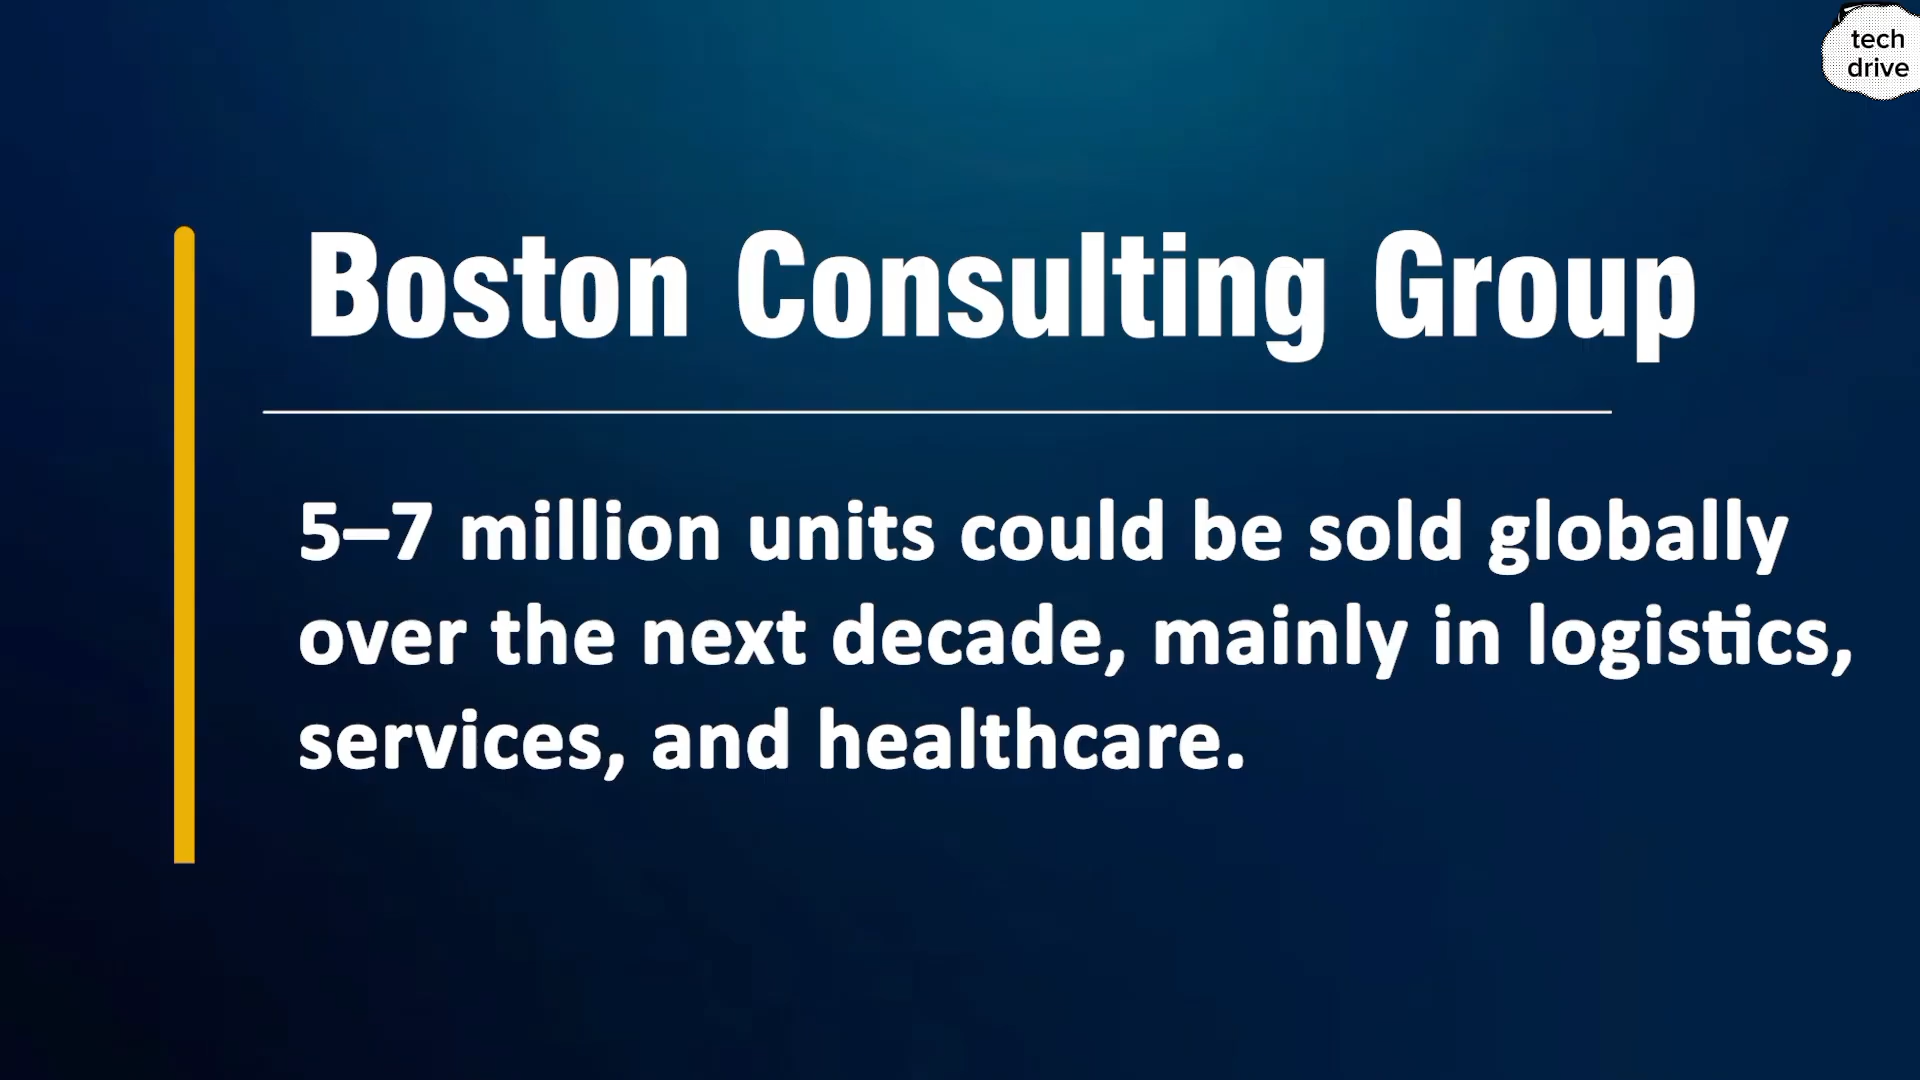 tech
drive
Boston Consulting Group
5–7 million units could be sold globally
over the next decade, mainly in logistics,
services, and healthcare.